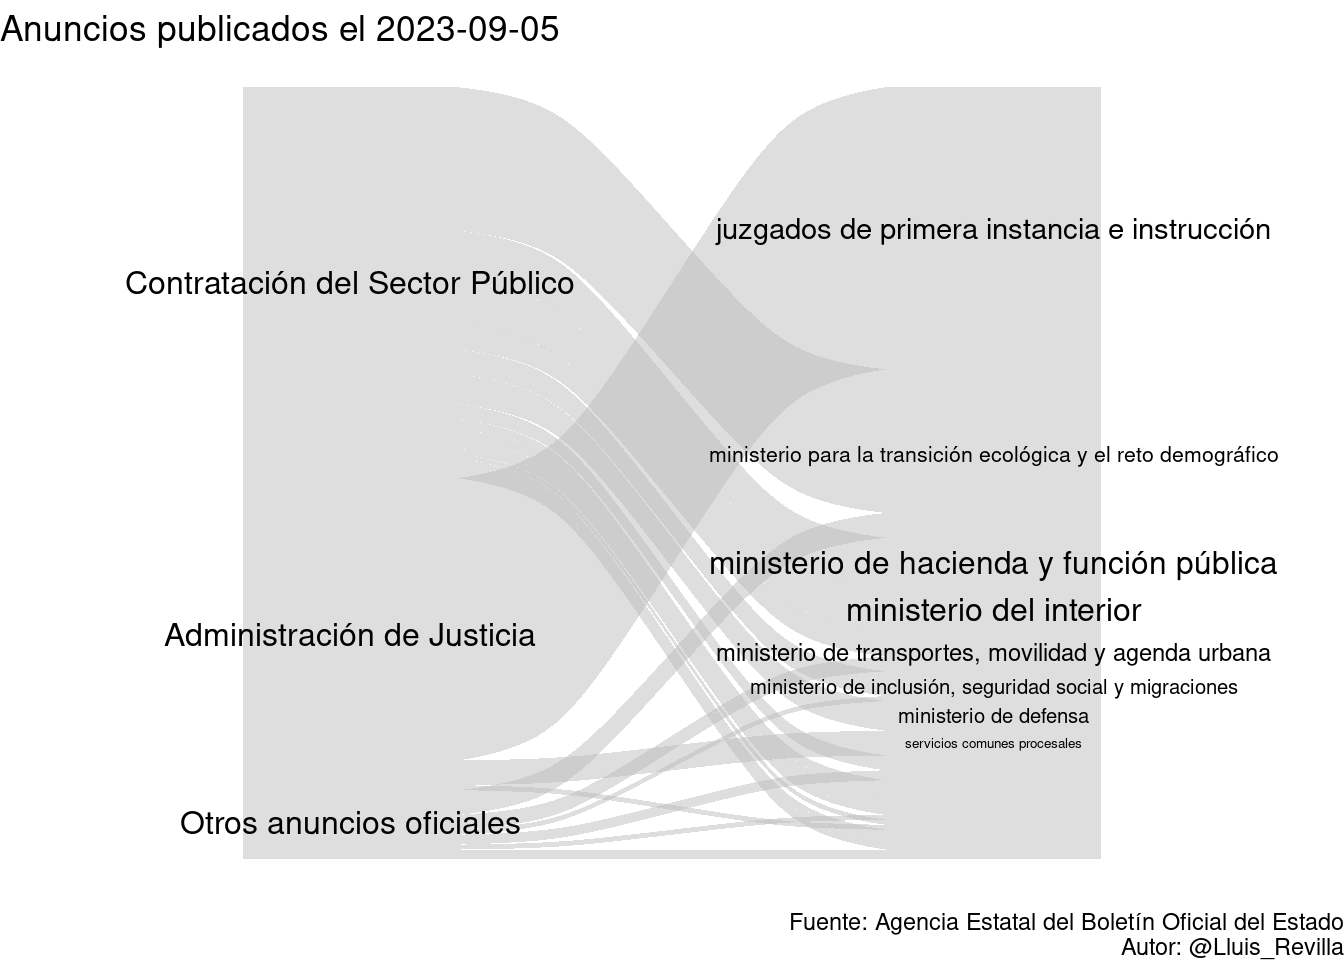 Anuncios publicados el 2023-09-05
Contratación del Sector Público
Administración de Justicia
Otros anuncios oficiales
juzgados de primera instancia e instrucción
ministerio para la transición ecológica y el reto demográfico
ministerio de hacienda y función pública
ministerio del interior
ministerio de transportes, movilidad y agenda urbana
ministerio de inclusión, seguridad social y migraciones
ministerio de defensa
servicios comunes procesales
Fuente: Agencia Estatal del Boletín Oficial del Estado
Autor: @Lluis_Revilla